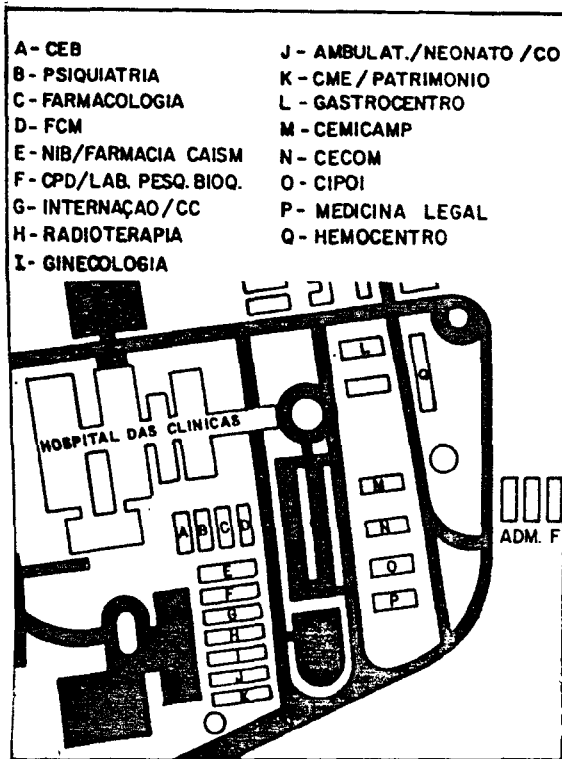 A - CEB
B - PSIQUIATRIA
C - FARMACOLOGIA
D - FCM
E - NIB/FARMACIA CAISM
F - CPD/LAB. PESQ. BIOQ.
G - INTERNAÇAO/CC
H - RADIOTERAPIA
I - GINECOLOGIA
J - AMBULAT./NEONATO/CO
K - CME/PATRIMONIO
L - GASTROCENTRO
M - CEMICAMP
N - CECOM
O - CIPOI
P - MEDICINA LEGAL
Q - HEMOCENTRO
L
Q
HOSPITAL DAS CLINICAS
M
A B C D
N
ADM. F
E
O
F
P
G
H
I
J
K